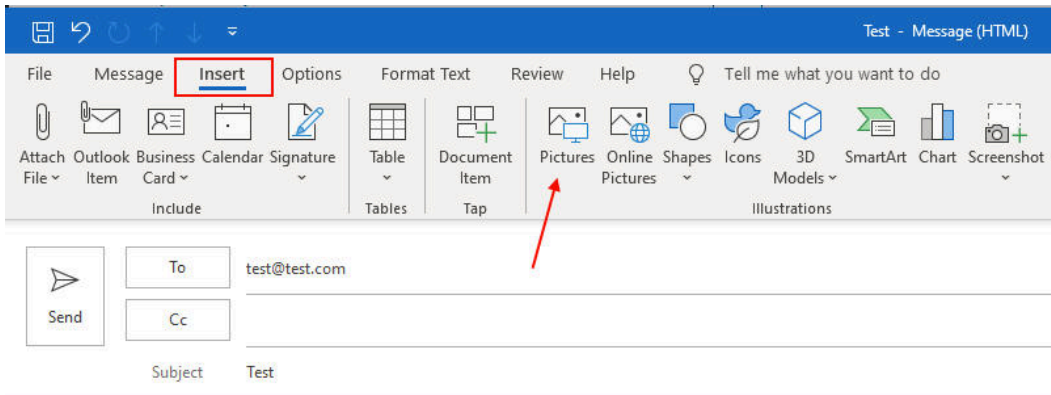 Test - Message (HTML)
File Message Insert Options Format Text Review Help Tell me what you want to do
Attach Outlook Business Calendar Signature Table Document Pictures Online Shapes Icons 3D SmartArt Chart Screenshot
File Item Card Item Pictures Models
Include Tables Tap Illustrations
To test@test.com
Send Cc
Subject Test